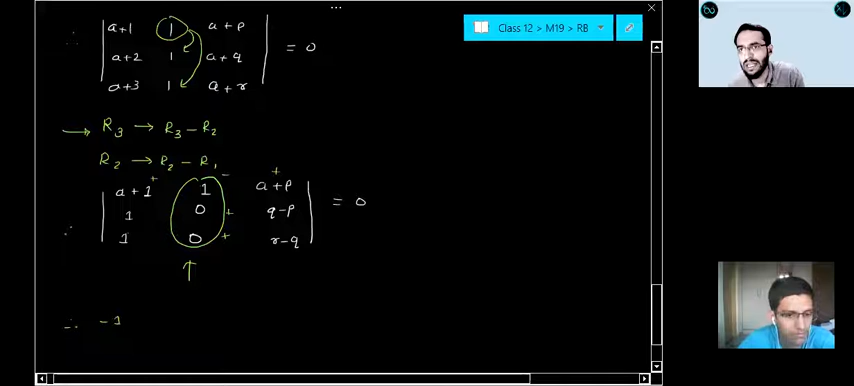 Class 12 > M19 > RB
∴ | a+1 1 a+p |
| a+2 1 a+q | = 0
| a+3 1 a+r |
→ R₃ → R₃ - R₂
R₂ → R₂ - R₁
+ - +
| a+1 1 a+p |
| 1 0 + q-p | = 0
∴ | 1 0 + r-q |
↑
∴ -1